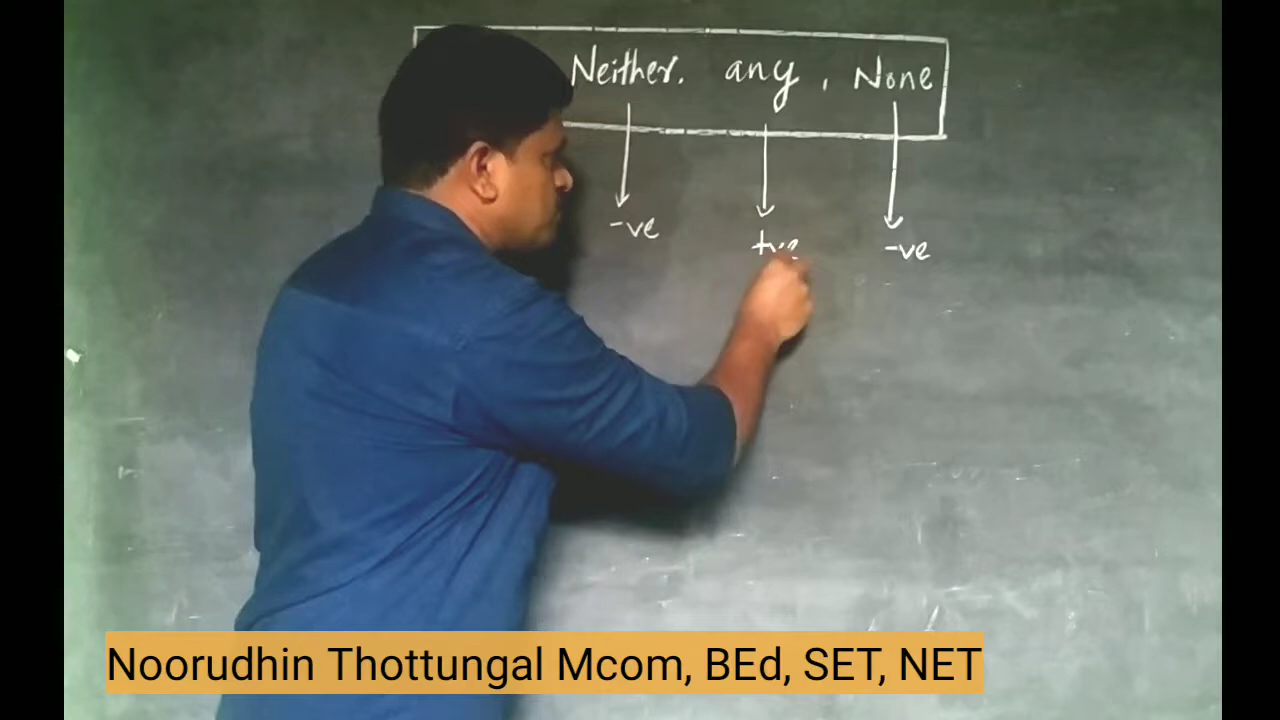 Neither. any , None
-ve +ve -ve
Noorudhin Thottungal Mcom, BEd, SET, NET